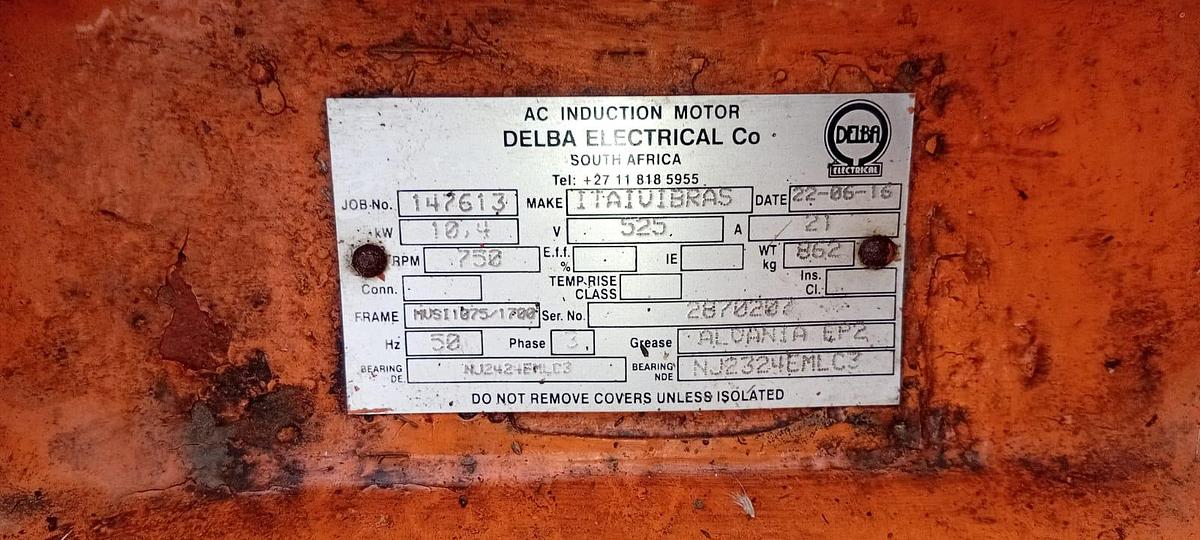 AC INDUCTION MOTOR
DELBA ELECTRICAL Co
SOUTH AFRICA
Tel: +27 11 818 5955
DELBA
ELECTRICAL
JOB No. 147613 MAKE ITAIVIBRAS DATE 22-06-16
kW 10,4 V 525 A 21
RPM 750 E.f.f. % IE WT kg 862
Conn. TEMP.RISE CLASS Ins. Cl.
FRAME MVSI1075/1700 Ser. No.
Hz 50 Phase 3 Grease ALVANIA EP2
BEARING DE. NJ2424EMLC3 BEARING NDE NJ2324EMLC3
DO NOT REMOVE COVERS UNLESS ISOLATED